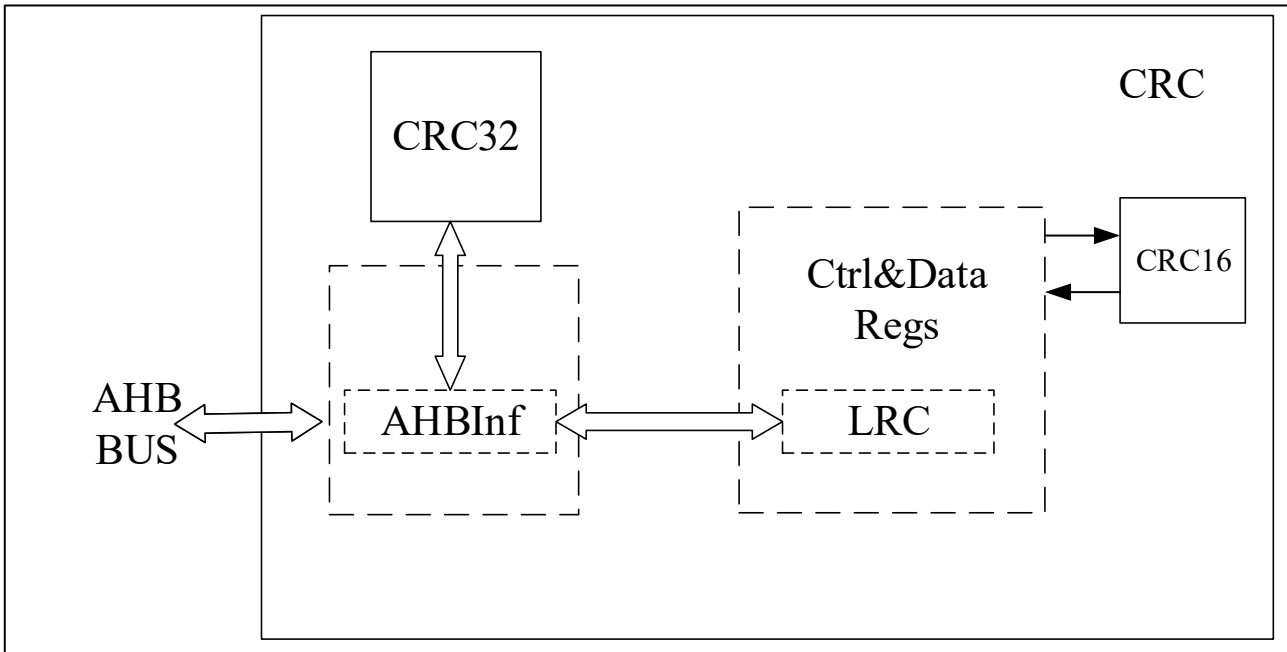 CRC
CRC32
Ctrl&Data
Regs
CRC16
AHB
BUS
AHBInf
LRC